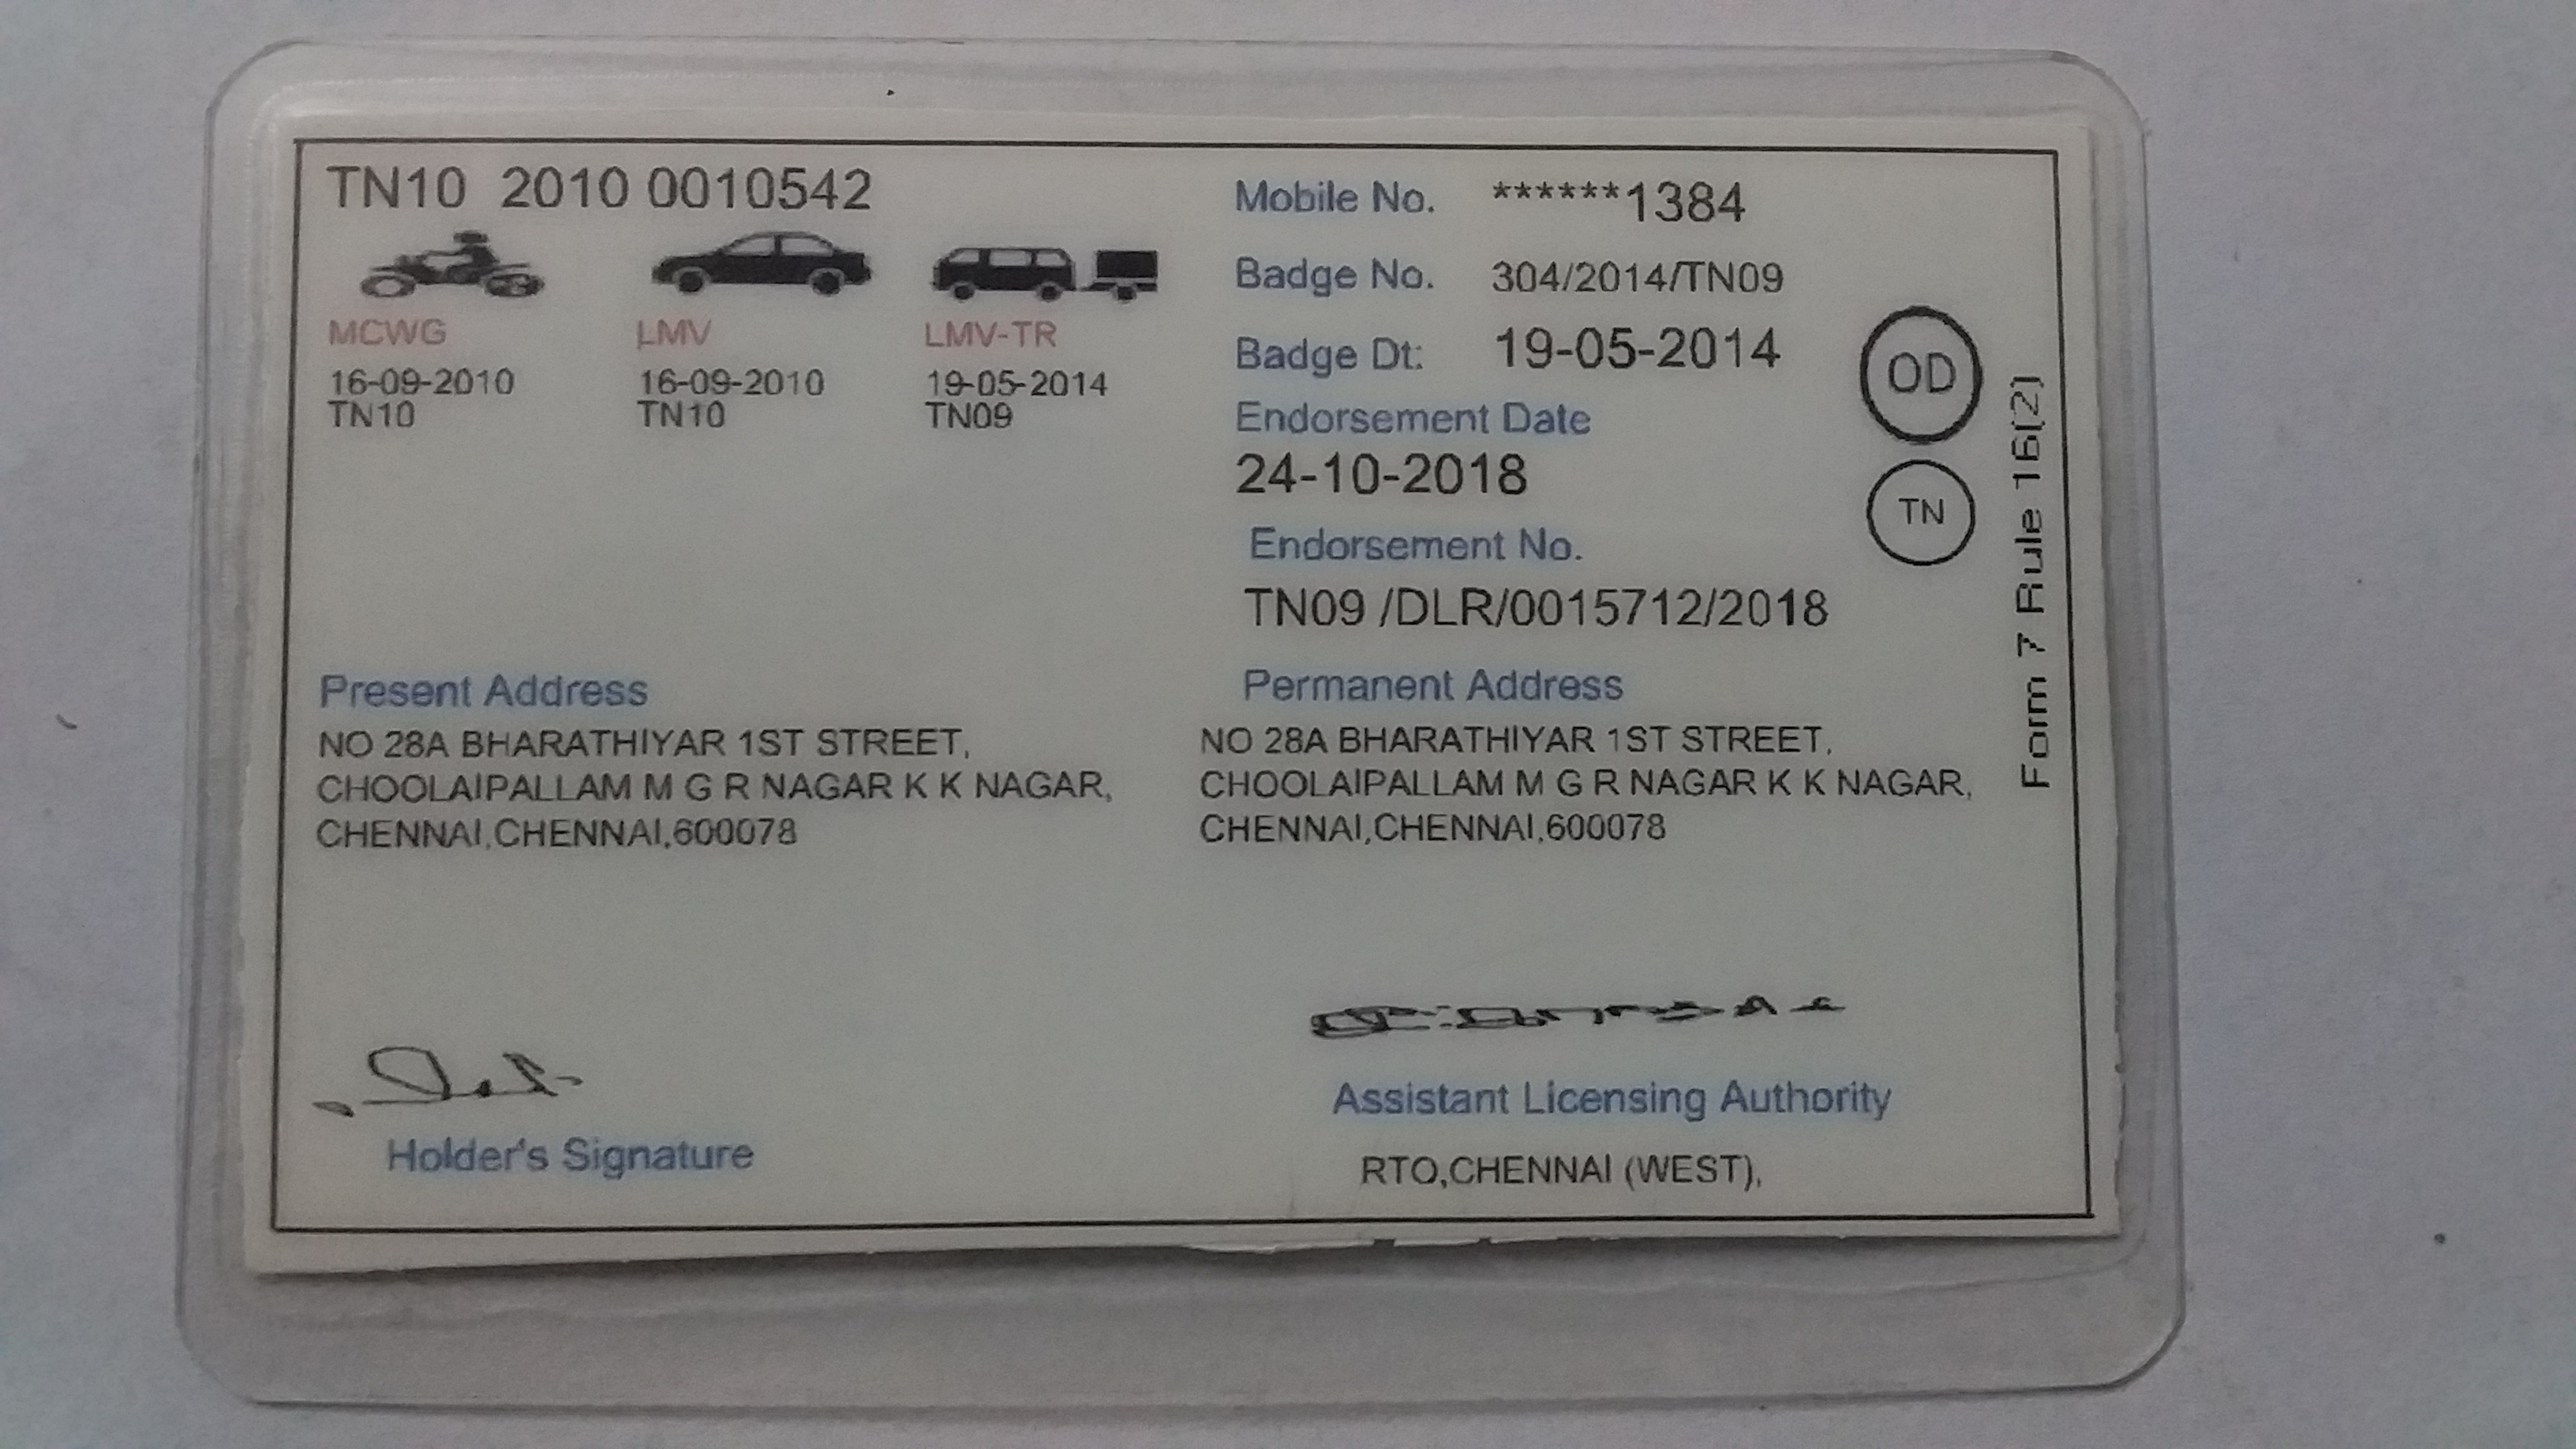 TN10 2010 0010542
MCWG LMV LMV-TR
16-09-2010 16-09-2010 19-05-2014
TN10 TN10 TN09
Mobile No. ******1384
Badge No. 304/2014/TN09
Badge Dt: 19-05-2014
Endorsement Date
24-10-2018
Endorsement No.
TN09 /DLR/0015712/2018
OD
TN
Form 7 Rule 16(2)
Present Address
NO 28A BHARATHIYAR 1ST STREET,
CHOOLAIPALLAM M G R NAGAR K K NAGAR,
CHENNAI,CHENNAI,600078
Permanent Address
NO 28A BHARATHIYAR 1ST STREET,
CHOOLAIPALLAM M G R NAGAR K K NAGAR,
CHENNAI,CHENNAI,600078
Holder's Signature
Assistant Licensing Authority
RTO,CHENNAI (WEST),